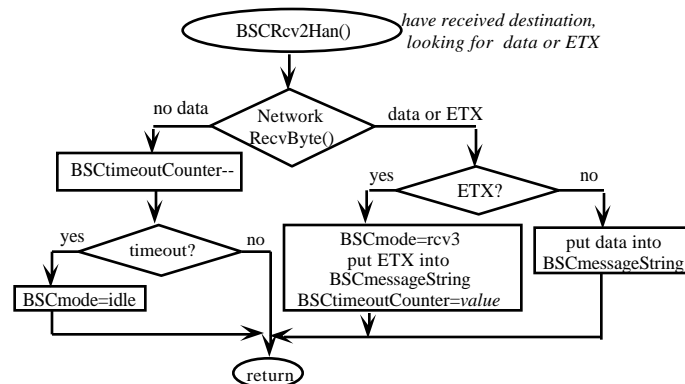 BSCRcv2Han()
have received destination,
looking for data or ETX
no data
Network
RecvByte()
data or ETX
BSCtimeoutCounter--
yes
ETX?
no
yes
timeout?
no
BSCmode=rcv3
put ETX into
BSCmessageString
BSCtimeoutCounter=value
put data into
BSCmessageString
BSCmode=idle
return